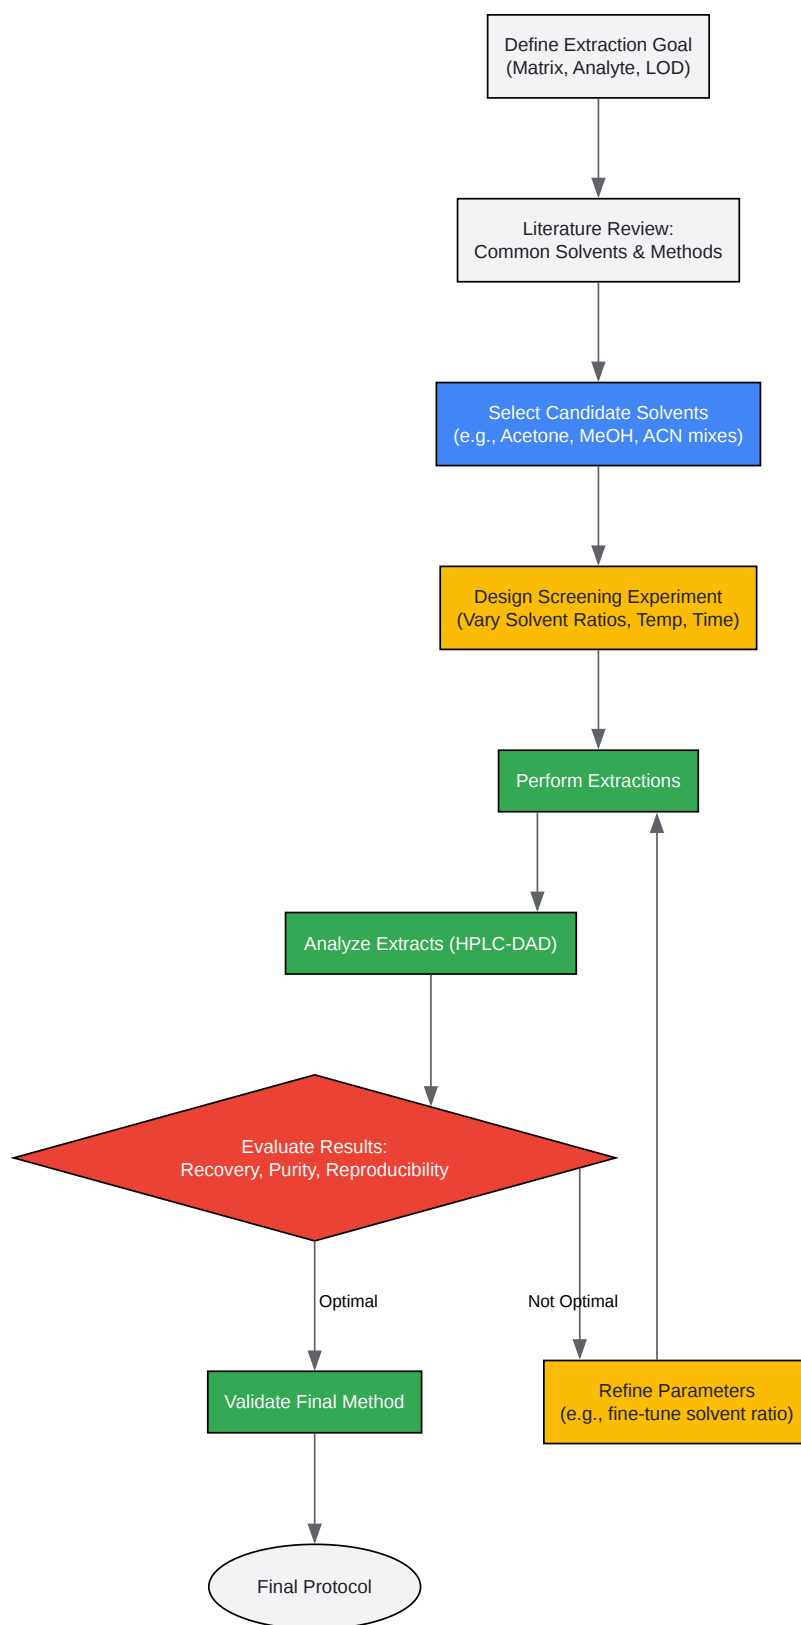 Define Extraction Goal
(Matrix, Analyte, LOD)
Literature Review:
Common Solvents & Methods
Select Candidate Solvents
(e.g., Acetone, MeOH, ACN mixes)
Design Screening Experiment
(Vary Solvent Ratios, Temp, Time)
Perform Extractions
Analyze Extracts (HPLC-DAD)
Evaluate Results:
Recovery, Purity, Reproducibility
Optimal
Not Optimal
Validate Final Method
Refine Parameters
(e.g., fine-tune solvent ratio)
Final Protocol